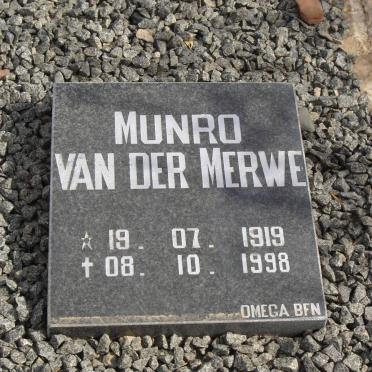 MUNRO
VAN DER MERWE
☆ 19. 07. 1919
✝ 08. 10. 1998
OMEGA BFN